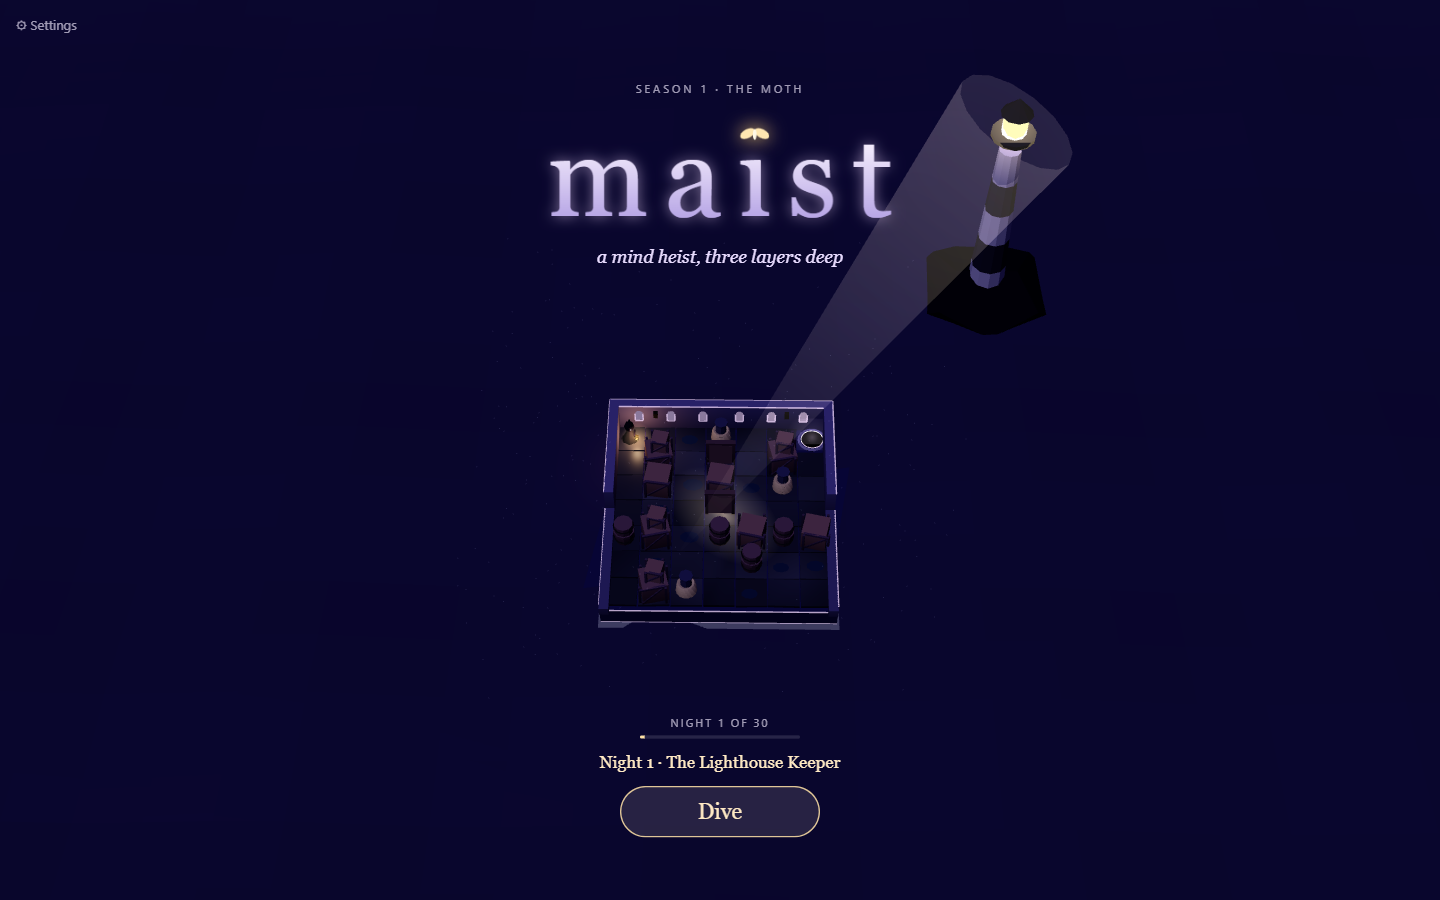 ⚙ Settings
SEASON 1 · THE MOTH
maist
a mind heist, three layers deep
NIGHT 1 OF 30
Night 1 · The Lighthouse Keeper
Dive